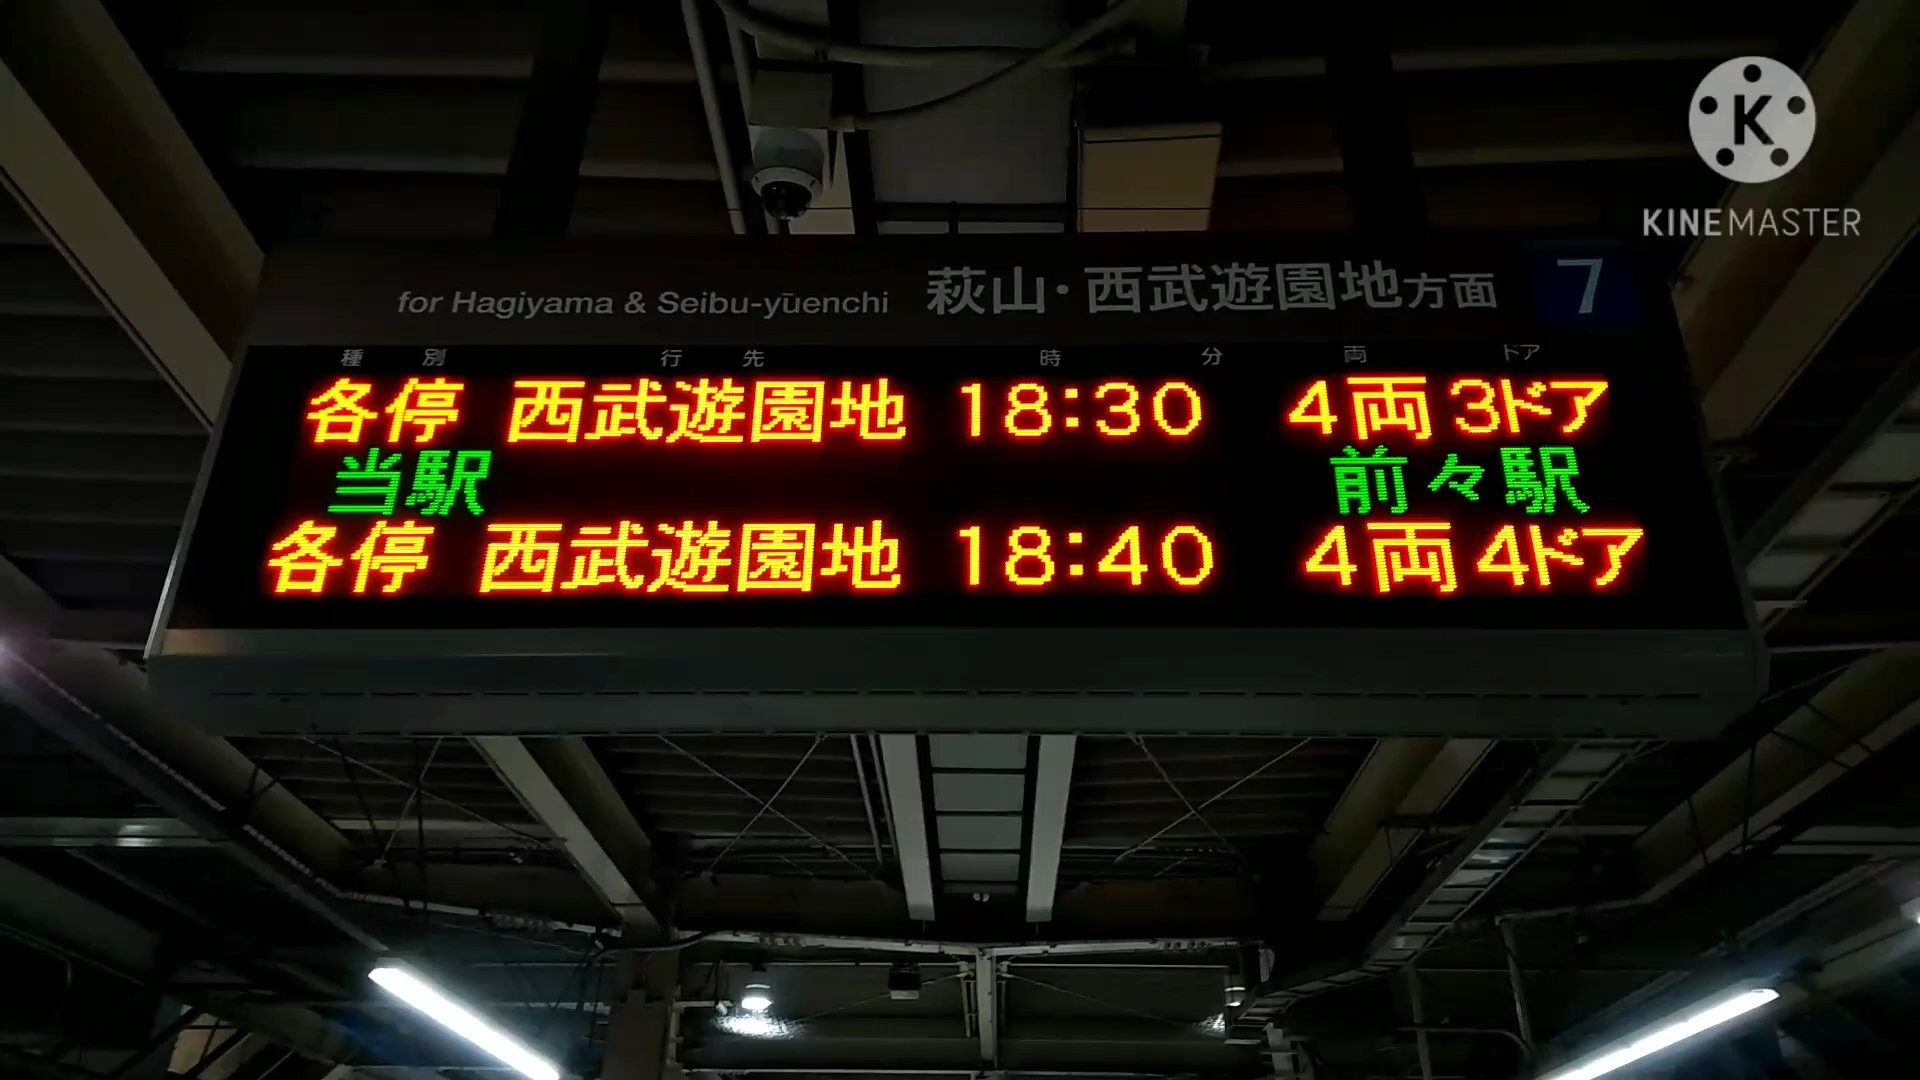 K
KINEMASTER
for Hagiyama & Seibu-yūenchi 萩山・西武遊園地方面 7
種別 行先 時 分 両 ドア
各停 西武遊園地 18:30 4両 3ドア
当駅 前々駅
各停 西武遊園地 18:40 4両 4ドア